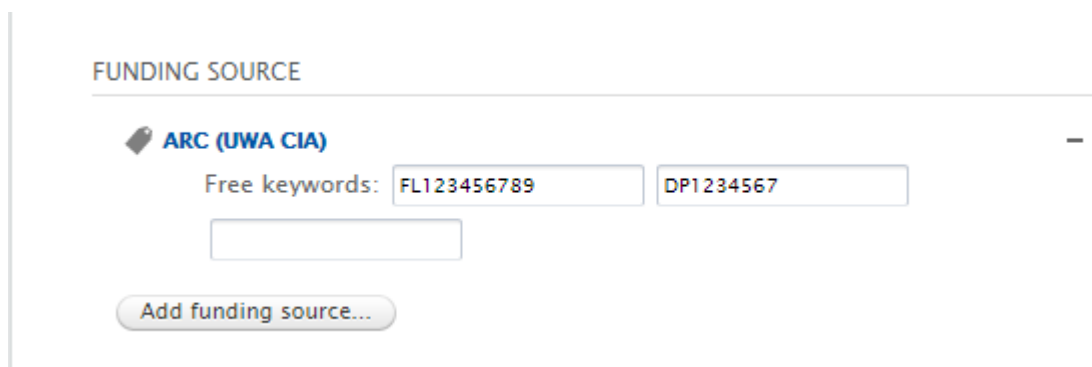 FUNDING SOURCE
ARC (UWA CIA)
Free keywords: FL123456789 DP1234567
Add funding source...